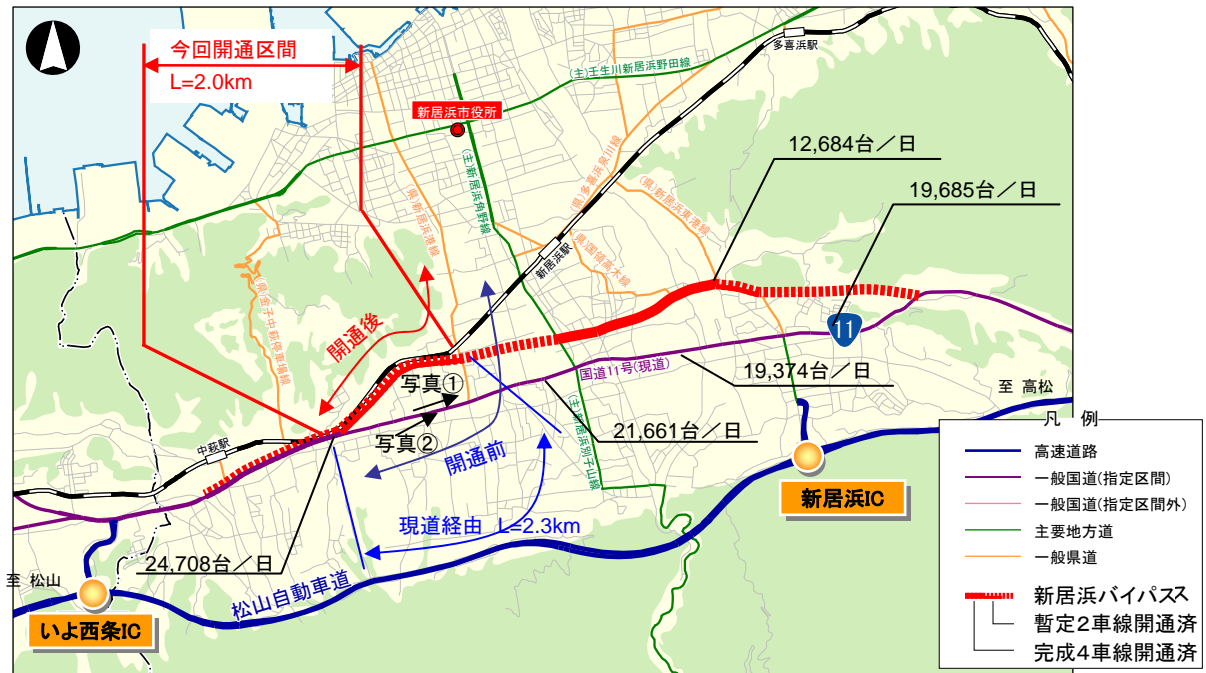 今回開通区間
L=2.0km
多喜浜駅
(主)壬生川新居浜野田線
新居浜市役所
12,684台／日
19,685台／日
(県)多喜浜泉川線
(主)新居浜角野線
(県)新居浜港線
(県)新居浜東港線
新居浜駅
(県)国領高木線
(県)金子中萩停車場線
開通後
11
国道11号(現道)
19,374台／日
写真①
至 高松
写真②
21,661台／日
中萩駅
開通前
(主)新居浜別子山線
新居浜IC
現道経由 L=2.3km
24,708台／日
至 松山
松山自動車道
いよ西条IC
凡 例
高速道路
一般国道(指定区間)
一般国道(指定区間外)
主要地方道
一般県道
新居浜バイパスス
暫定2車線開通済
完成4車線開通済